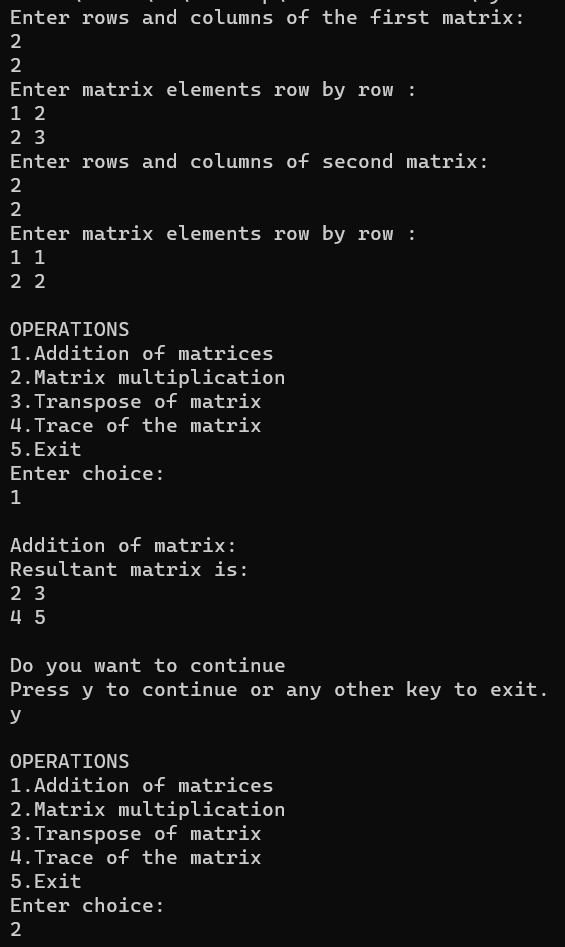 Enter rows and columns of the first matrix:
2
2
Enter matrix elements row by row :
1 2
2 3
Enter rows and columns of second matrix:
2
2
Enter matrix elements row by row :
1 1
2 2
OPERATIONS
1.Addition of matrices
2.Matrix multiplication
3.Transpose of matrix
4.Trace of the matrix
5.Exit
Enter choice:
1
Addition of matrix:
Resultant matrix is:
2 3
4 5
Do you want to continue
Press y to continue or any other key to exit.
y
OPERATIONS
1.Addition of matrices
2.Matrix multiplication
3.Transpose of matrix
4.Trace of the matrix
5.Exit
Enter choice:
2